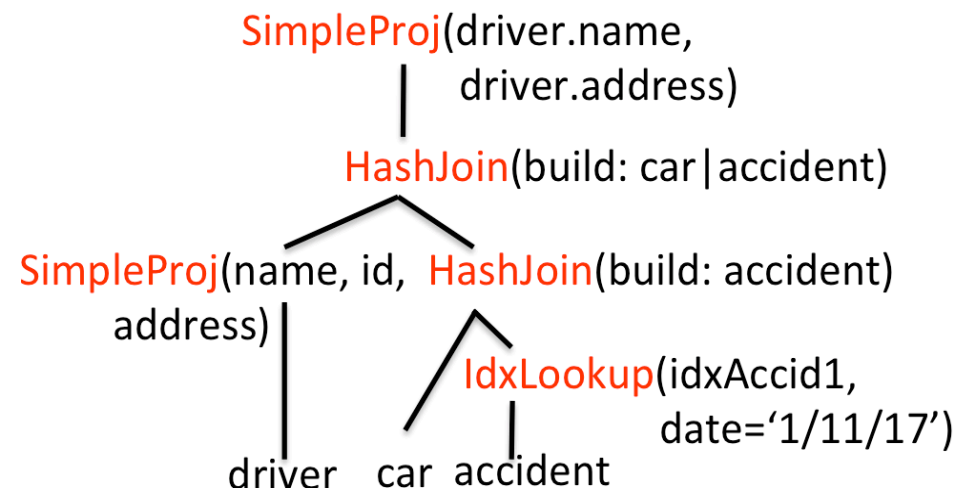 SimpleProj(driver.name,
driver.address)
HashJoin(build: car|accident)
SimpleProj(name, id,
address)
HashJoin(build: accident)
IdxLookup(idxAccid1,
date=‘1/11/17’)
driver
car
accident